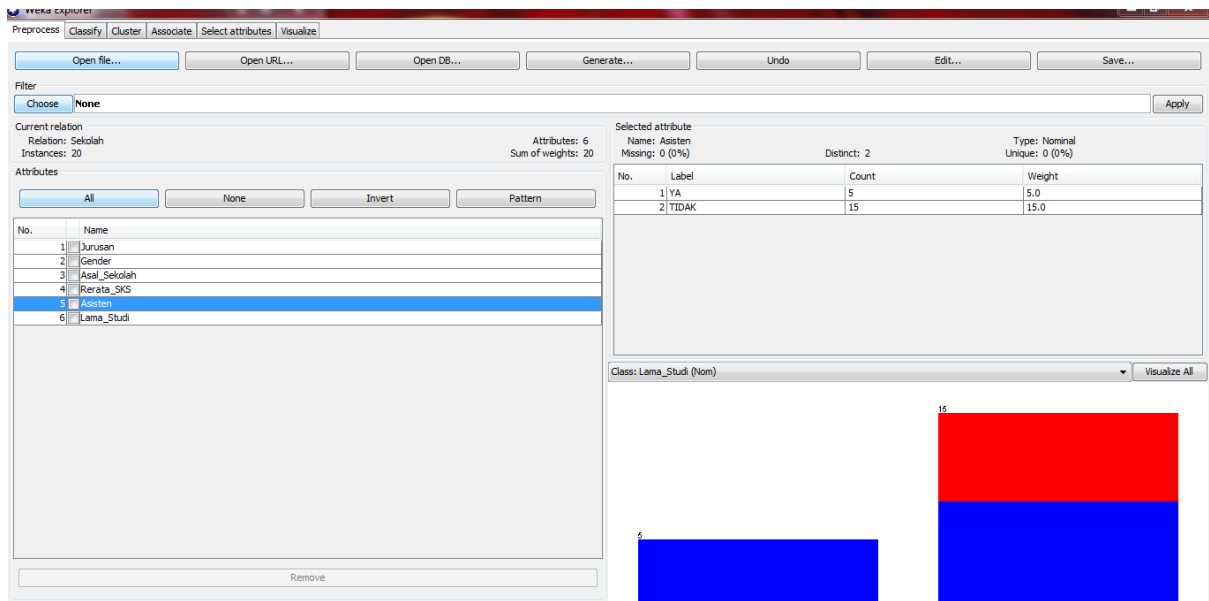 Weka Explorer
Preprocess Classify Cluster Associate Select attributes Visualize
Open file... Open URL... Open DB... Generate... Undo Edit... Save...
Filter
Choose None Apply
Current relation
Relation: Sekolah Attributes: 6
Instances: 20 Sum of weights: 20
Attributes
All None Invert Pattern
No. Name
1 Jurusan
2 Gender
3 Asal_Sekolah
4 Rerata_SKS
5 Asisten
6 Lama_Studi
Remove
Selected attribute
Name: Asisten Type: Nominal
Missing: 0 (0%) Distinct: 2 Unique: 0 (0%)
No. Label Count Weight
1 YA 5 5.0
2 TIDAK 15 15.0
Class: Lama_Studi (Nom) Visualize All
15
5